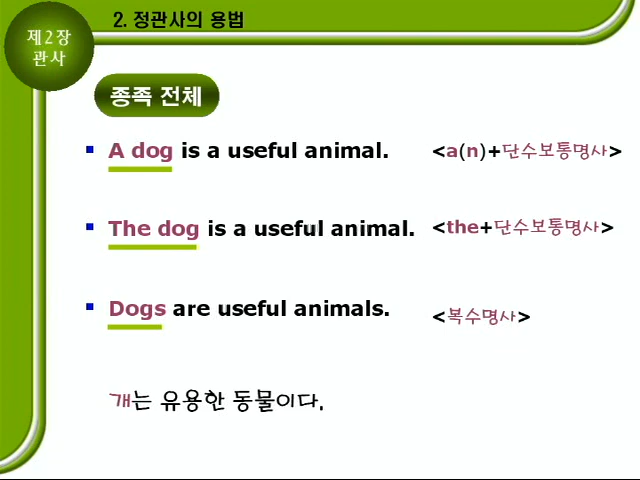 제2장
관사
2. 정관사의 용법
종족 전체
A dog is a useful animal. <a(n)+단수보통명사>
The dog is a useful animal. <the+단수보통명사>
Dogs are useful animals. <복수명사>
개는 유용한 동물이다.